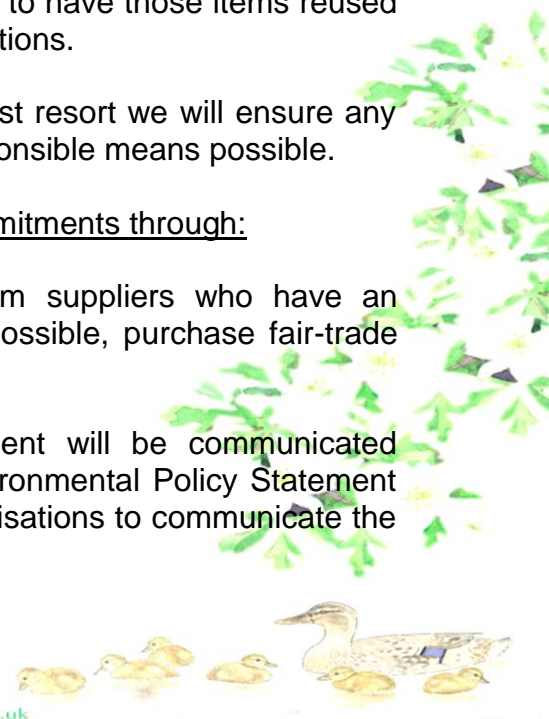 to have those items reused
tions.
st resort we will ensure any
onsible means possible.
mitments through:
m suppliers who have an
ossible, purchase fair-trade
ent will be communicated
ronmental Policy Statement
isations to communicate the
.uk